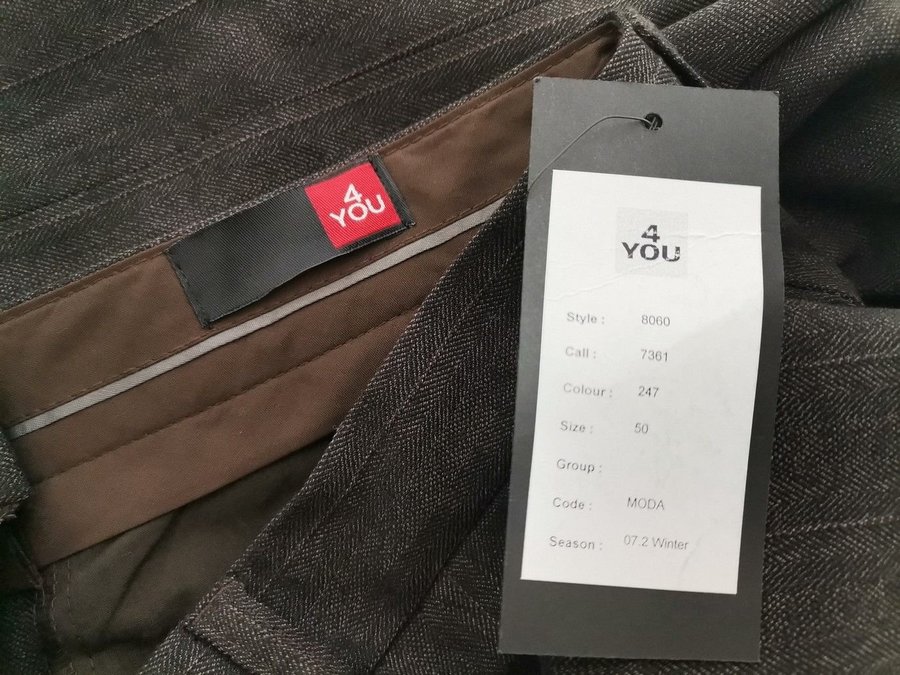 4
YOU
4
YOU
Style : 8060
Call : 7361
Colour : 247
Size : 50
Group :
Code : MODA
Season : 07.2 Winter